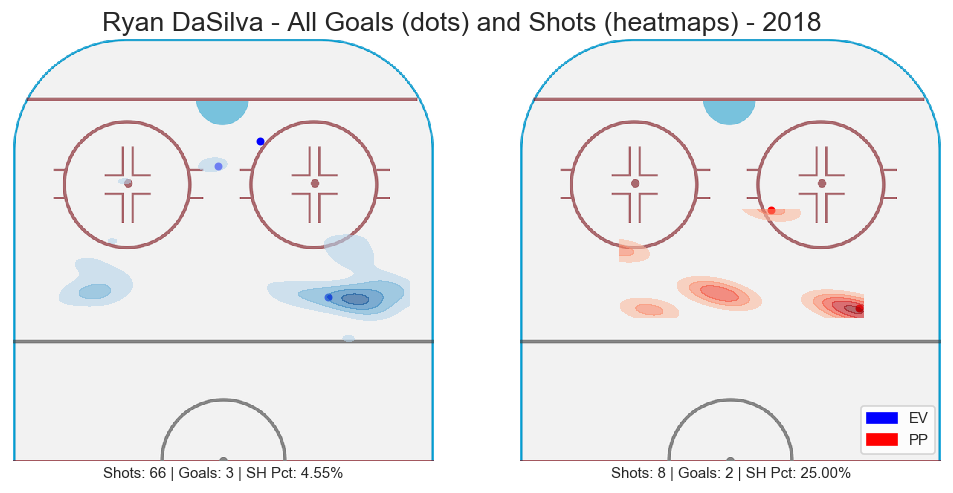 Ryan DaSilva - All Goals (dots) and Shots (heatmaps) - 2018
EV
PP
Shots: 66 | Goals: 3 | SH Pct: 4.55%
Shots: 8 | Goals: 2 | SH Pct: 25.00%